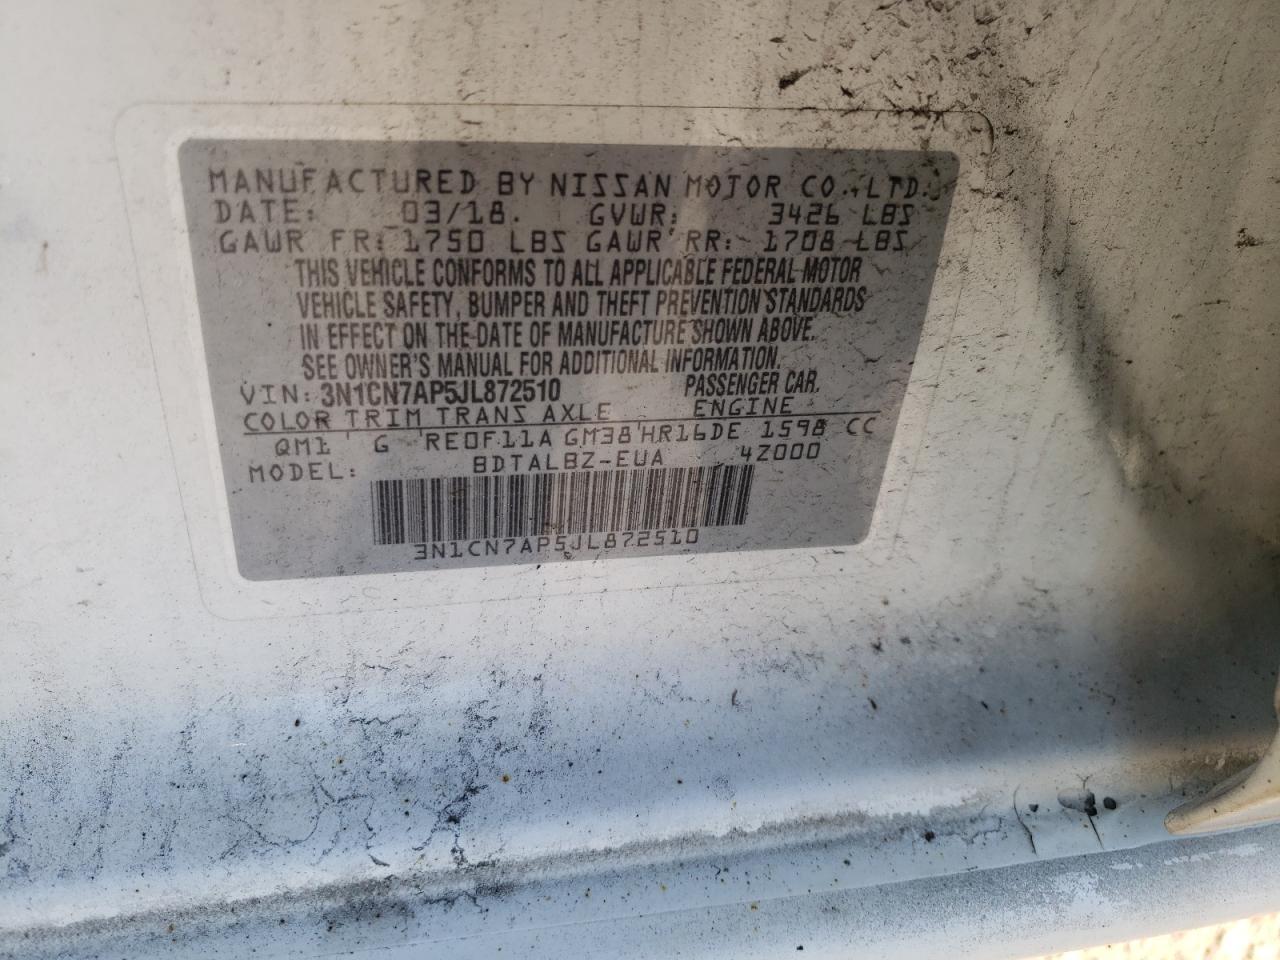 MANUFACTURED BY NISSAN MOTOR CO., LTD.
DATE: 03/18. GVWR: 3426 LBS
GAWR FR: 1750 LBS GAWR RR: 1708 LBS
THIS VEHICLE CONFORMS TO ALL APPLICABLE FEDERAL MOTOR
VEHICLE SAFETY, BUMPER AND THEFT PREVENTION STANDARDS
IN EFFECT ON THE DATE OF MANUFACTURE SHOWN ABOVE.
SEE OWNER'S MANUAL FOR ADDITIONAL INFORMATION.
VIN: 3N1CN7AP5JL872510 PASSENGER CAR.
COLOR TRIM TRANS AXLE ENGINE
QM1 G RE0F11A GM38 HR16DE 1598 CC
MODEL: BDTALBZ-EUA 4Z000
3N1CN7AP5JL872510